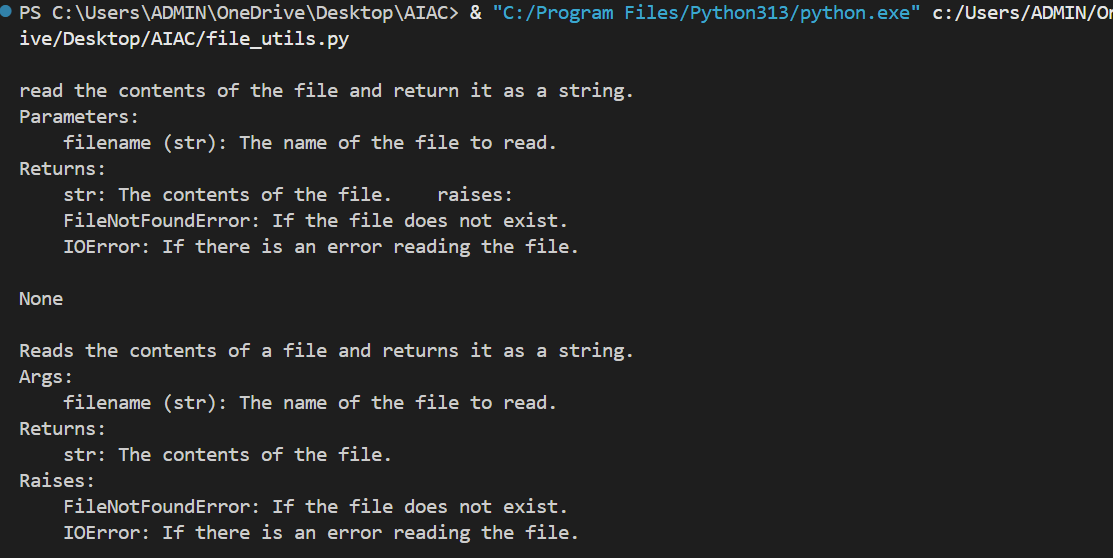 PS C:\Users\ADMIN\OneDrive\Desktop\AIAC> & "C:/Program Files/Python313/python.exe" c:/Users/ADMIN/On
ive/Desktop/AIAC/file_utils.py
read the contents of the file and return it as a string.
Parameters:
    filename (str): The name of the file to read.
Returns:
    str: The contents of the file.    raises:
    FileNotFoundError: If the file does not exist.
    IOError: If there is an error reading the file.
None
Reads the contents of a file and returns it as a string.
Args:
    filename (str): The name of the file to read.
Returns:
    str: The contents of the file.
Raises:
    FileNotFoundError: If the file does not exist.
    IOError: If there is an error reading the file.